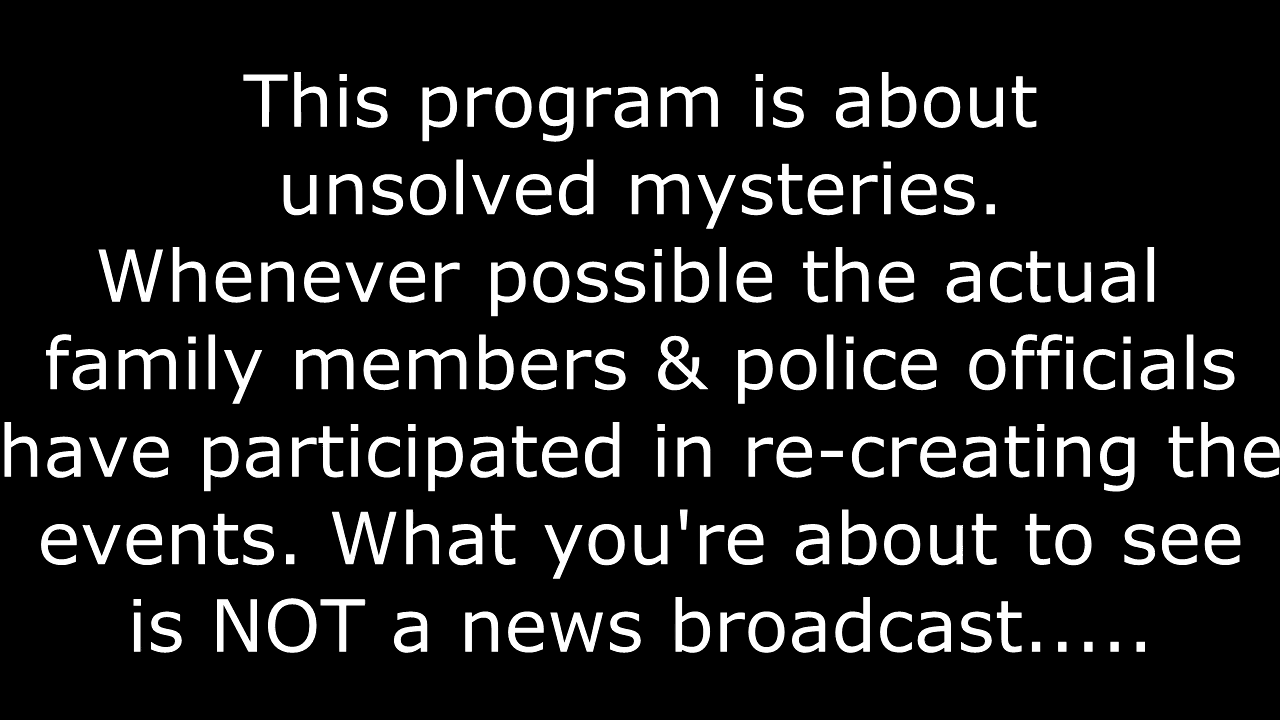 This program is about
unsolved mysteries.
Whenever possible the actual
family members & police officials
have participated in re-creating the
events. What you're about to see
is NOT a news broadcast.....